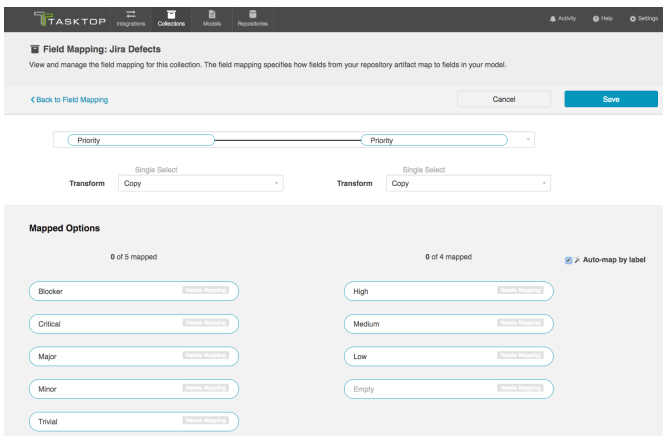 TASKTOP
Integrations
Collections
Models
Repositories
Activity
Help
Settings
Field Mapping: Jira Defects
View and manage the field mapping for this collection. The field mapping specifies how fields from your repository artifact map to fields in your model.
Back to Field Mapping
Cancel
Save
Priority
Priority
Single Select
Single Select
Transform
Copy
Transform
Copy
Mapped Options
0 of 5 mapped
0 of 4 mapped
Auto-map by label
Blocker
Needs Mapping
High
Needs Mapping
Critical
Needs Mapping
Medium
Needs Mapping
Major
Needs Mapping
Low
Needs Mapping
Minor
Needs Mapping
Empty
Needs Mapping
Trivial
Needs Mapping